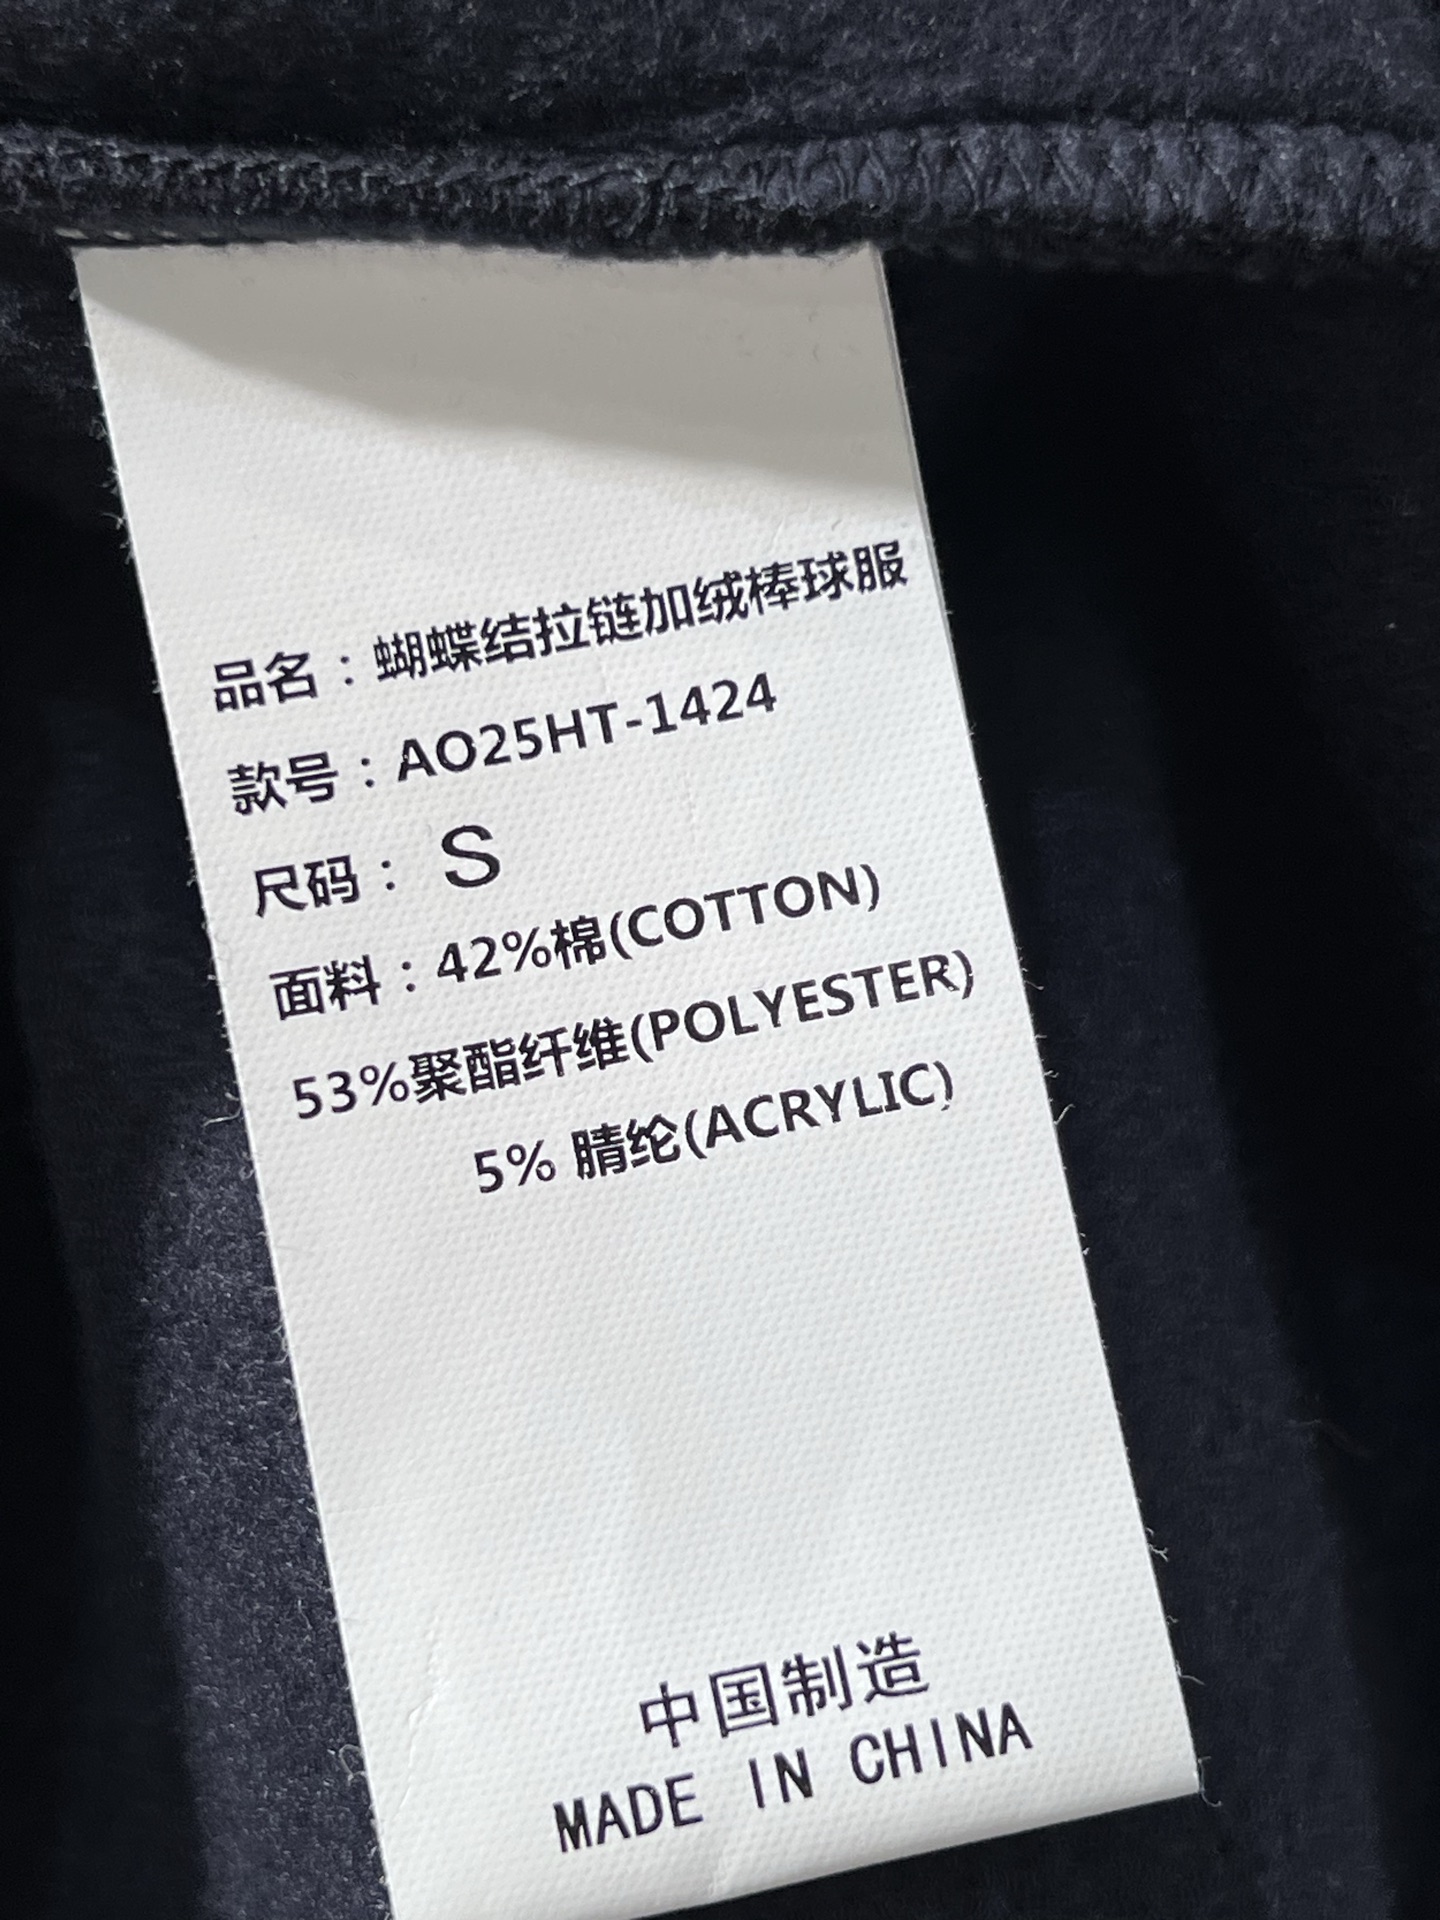 品名：蝴蝶结拉链加绒棒球服
款号：AO25HT-1424
尺码： S
面料：42%棉(COTTON)
53%聚酯纤维(POLYESTER)
5% 腈纶(ACRYLIC)
中国制造
MADE IN CHINA